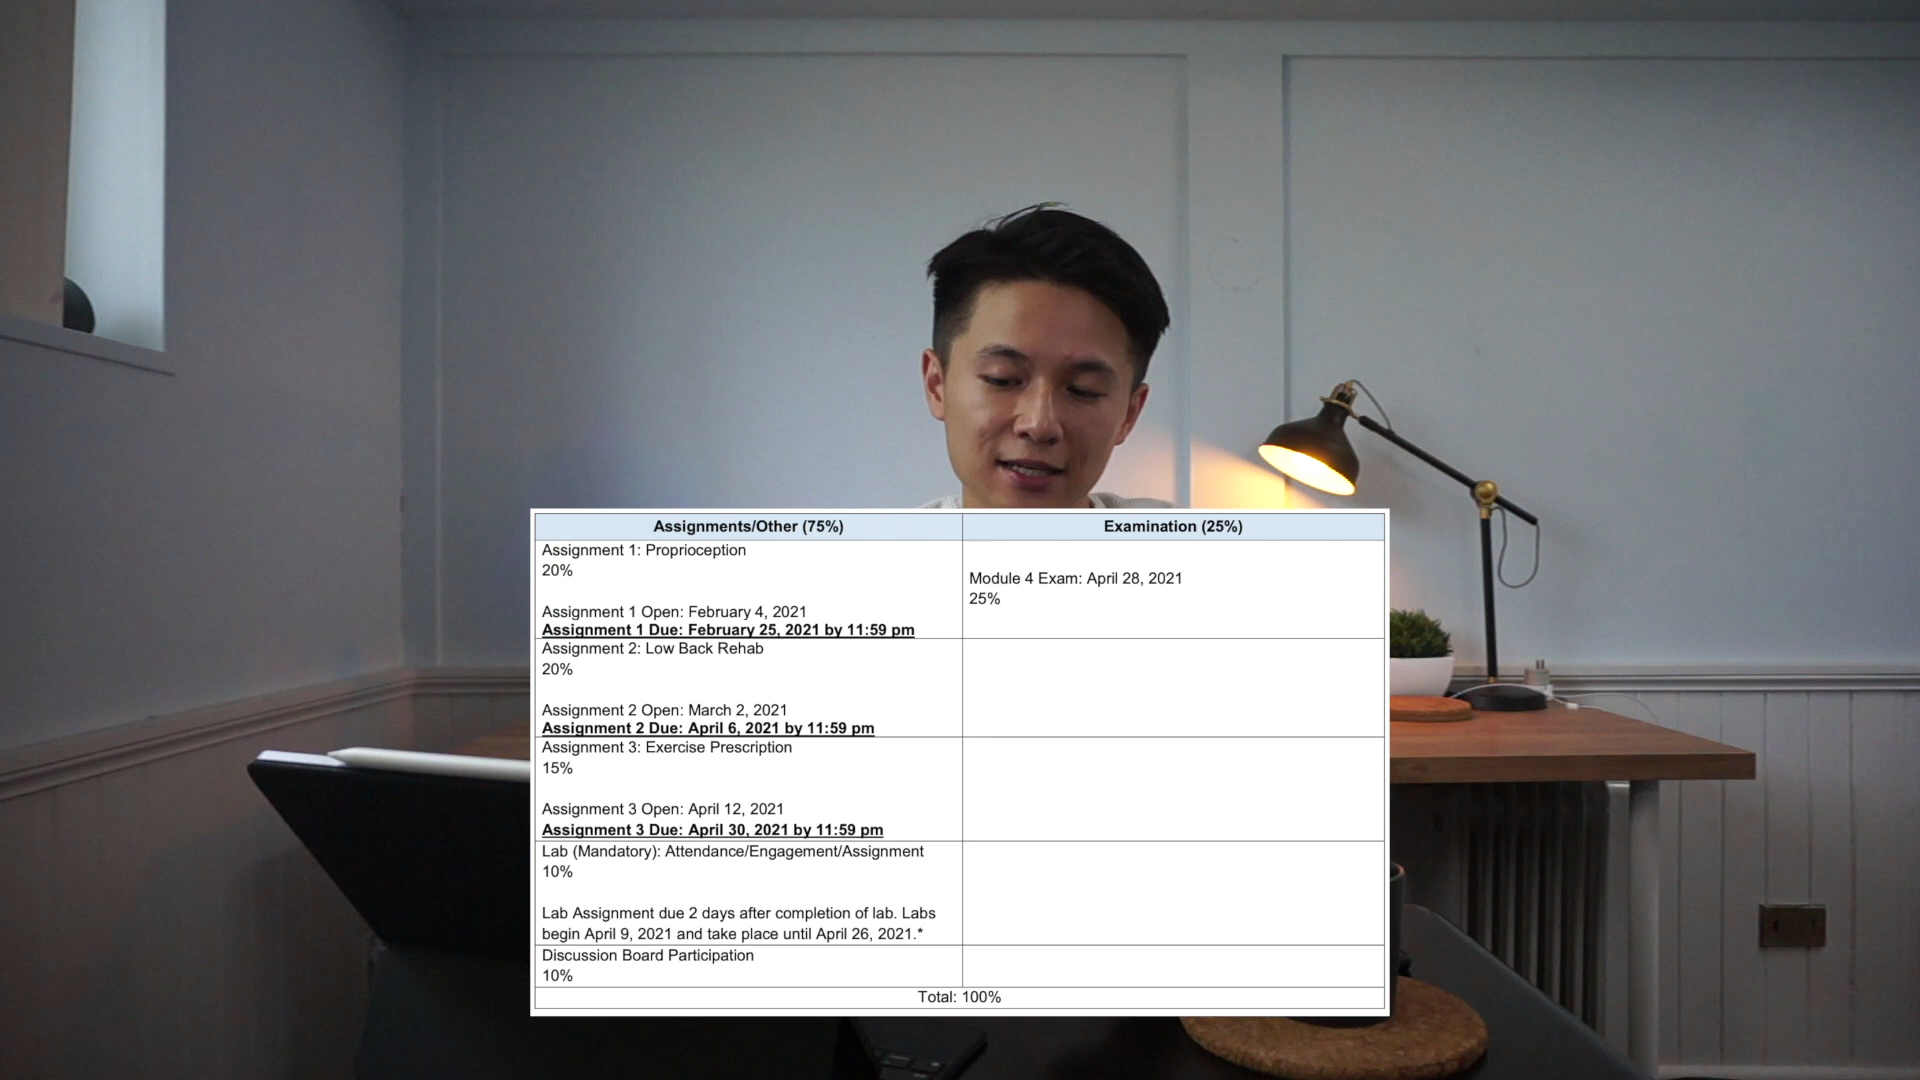 Assignments/Other (75%)
Examination (25%)
Assignment 1: Proprioception
20%
Assignment 1 Open: February 4, 2021
Assignment 1 Due: February 25, 2021 by 11:59 pm
Module 4 Exam: April 28, 2021
25%
Assignment 2: Low Back Rehab
20%
Assignment 2 Open: March 2, 2021
Assignment 2 Due: April 6, 2021 by 11:59 pm
Assignment 3: Exercise Prescription
15%
Assignment 3 Open: April 12, 2021
Assignment 3 Due: April 30, 2021 by 11:59 pm
Lab (Mandatory): Attendance/Engagement/Assignment
10%
Lab Assignment due 2 days after completion of lab. Labs
begin April 9, 2021 and take place until April 26, 2021.*
Discussion Board Participation
10%
Total: 100%